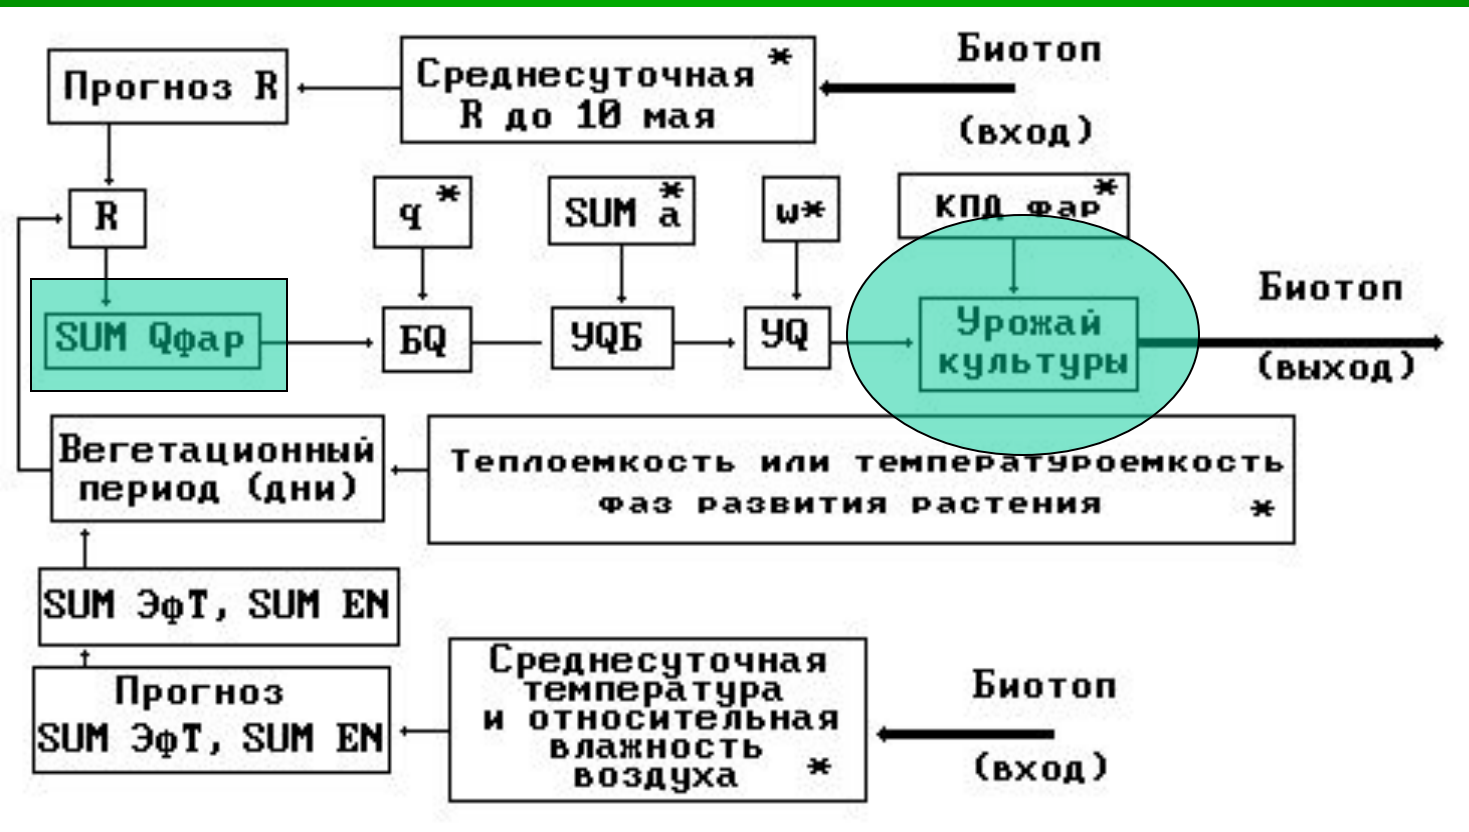 Прогноз R
Среднесуточная *
R до 10 мая
Биотоп
(вход)
R
q *
SUM а *
w*
КПД фар*
SUM Qфар
БQ
УQБ
УQ
Урожай
культуры
Биотоп
(выход)
Вегетационный
период (дни)
Теплоемкость или температуроемкость
фаз развития растения *
SUM ЭфТ, SUM EN
Прогноз
SUM ЭфТ, SUM EN
Среднесуточная
температура
и относительная
влажность
воздуха *
Биотоп
(вход)